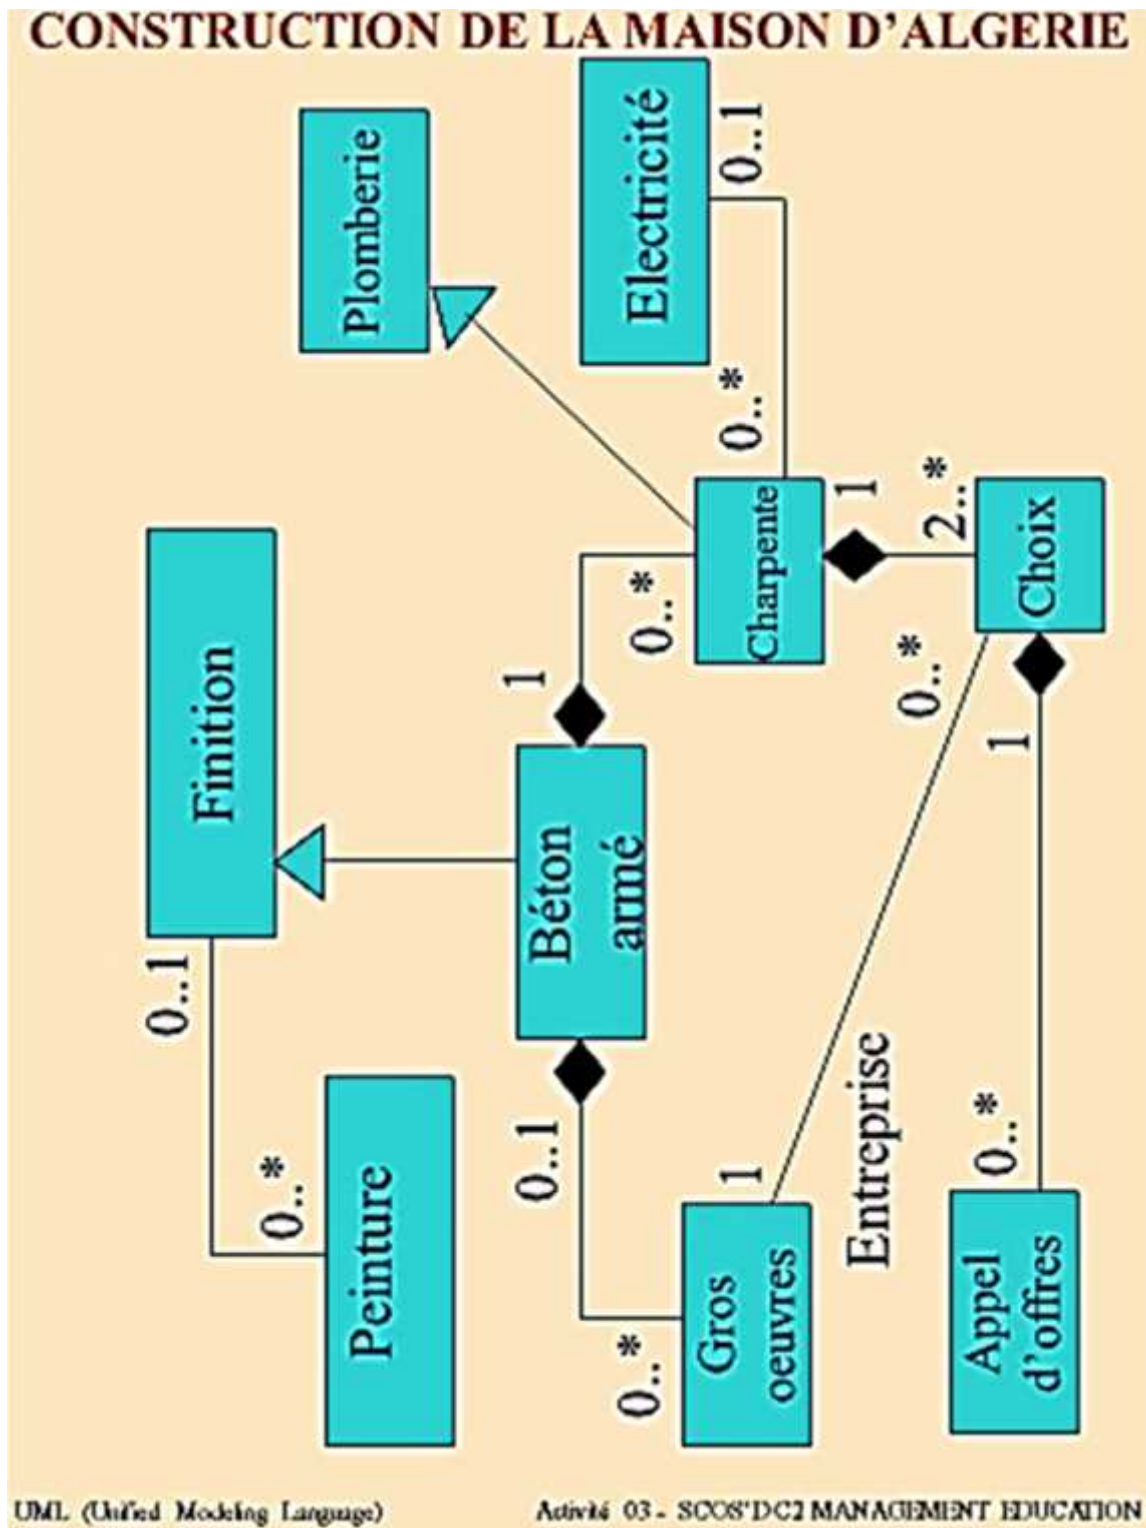 CONSTRUCTION DE LA MAISON D'ALGERIE
Finition
0..1
Peinture
0..*
Plomberie
Béton
armé
1
0..*
0..1
0..*
Electricité
0..1
0..*
Charpente
1
2..*
Choix
0..*
1
Gros
oeuvres
1
Entreprise
0..*
Appel
d'offres
UML (Unified Modeling Language)
Activité 03 - SCOS'DC2 MANAGEMENT EDUCATION